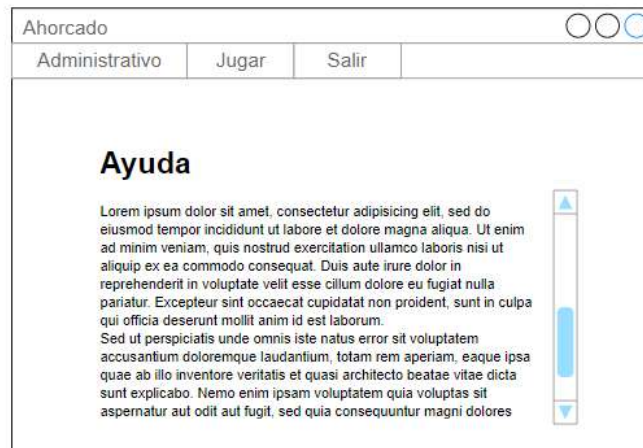 Ahorcado
Administrativo Jugar Salir
Ayuda
Lorem ipsum dolor sit amet, consectetur adipisicing elit, sed do
eiusmod tempor incididunt ut labore et dolore magna aliqua. Ut enim
ad minim veniam, quis nostrud exercitation ullamco laboris nisi ut
aliquip ex ea commodo consequat. Duis aute irure dolor in
reprehenderit in voluptate velit esse cillum dolore eu fugiat nulla
pariatur. Excepteur sint occaecat cupidatat non proident, sunt in culpa
qui officia deserunt mollit anim id est laborum.
Sed ut perspiciatis unde omnis iste natus error sit voluptatem
accusantium doloremque laudantium, totam rem aperiam, eaque ipsa
quae ab illo inventore veritatis et quasi architecto beatae vitae dicta
sunt explicabo. Nemo enim ipsam voluptatem quia voluptas sit
aspernatur aut odit aut fugit, sed quia consequuntur magni dolores